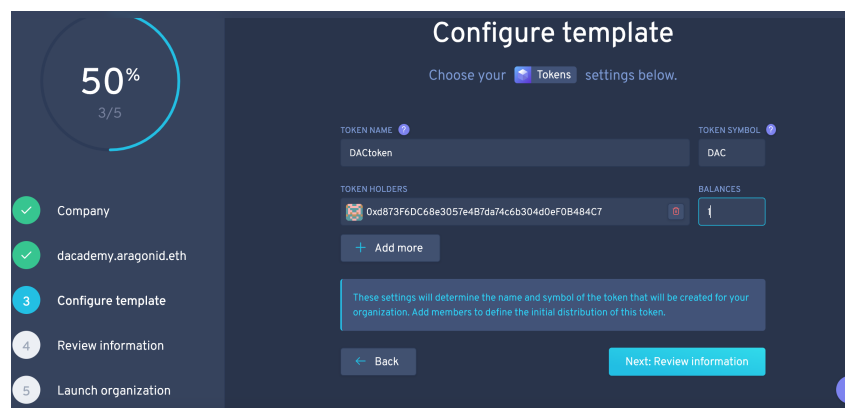 50%
3/5
Company
dacademy.aragonid.eth
3 Configure template
4 Review information
5 Launch organization
Configure template
Choose your Tokens settings below.
TOKEN NAME ? TOKEN SYMBOL ?
DACtoken DAC
TOKEN HOLDERS BALANCES
0xd873F6DC68e3057e4B7da74c6b304d0eF0B484C7 1
+ Add more
These settings will determine the name and symbol of the token that will be created for your
organization. Add members to define the initial distribution of this token.
← Back Next: Review information